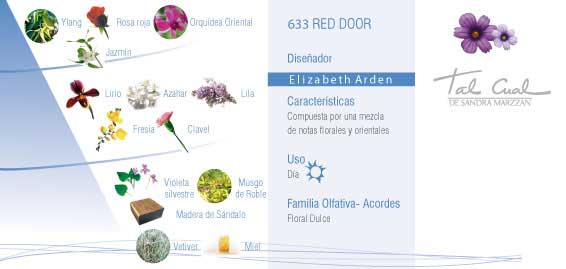 Ylang
Rosa roja
Orquídea Oriental
Jazmín
Lirio
Azahar
Lila
Fresia
Clavel
Violeta
silvestre
Musgo
de Roble
Madera de Sándalo
Vetiver
Miel
633 RED DOOR
Diseñador
Elizabeth Arden
Características
Compuesta por una mezcla
de notas florales y orientales
Uso
Día
Familia Olfativa- Acordes
Floral Dulce
Tal Cual
DE SANDRA MARZZAN